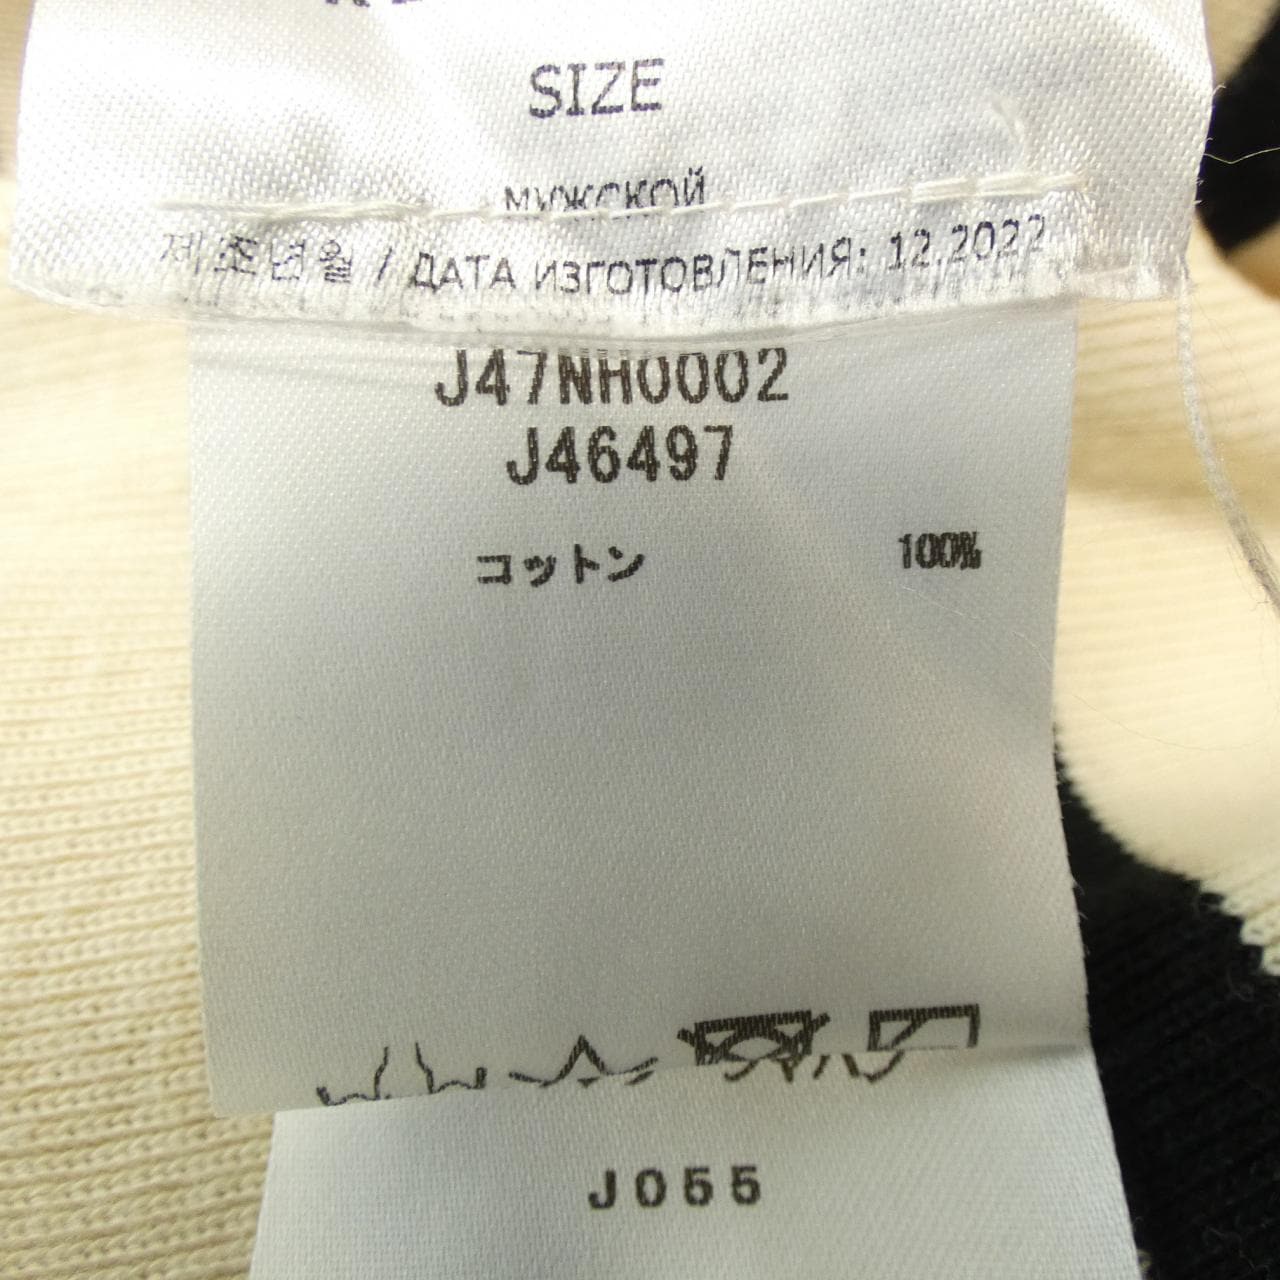 SIZE
МУЖСКОЙ
제조년월 / ДАТА ИЗГОТОВЛЕНИЯ: 12.2022
J47NH0002
J46497
コットン 100%
J055